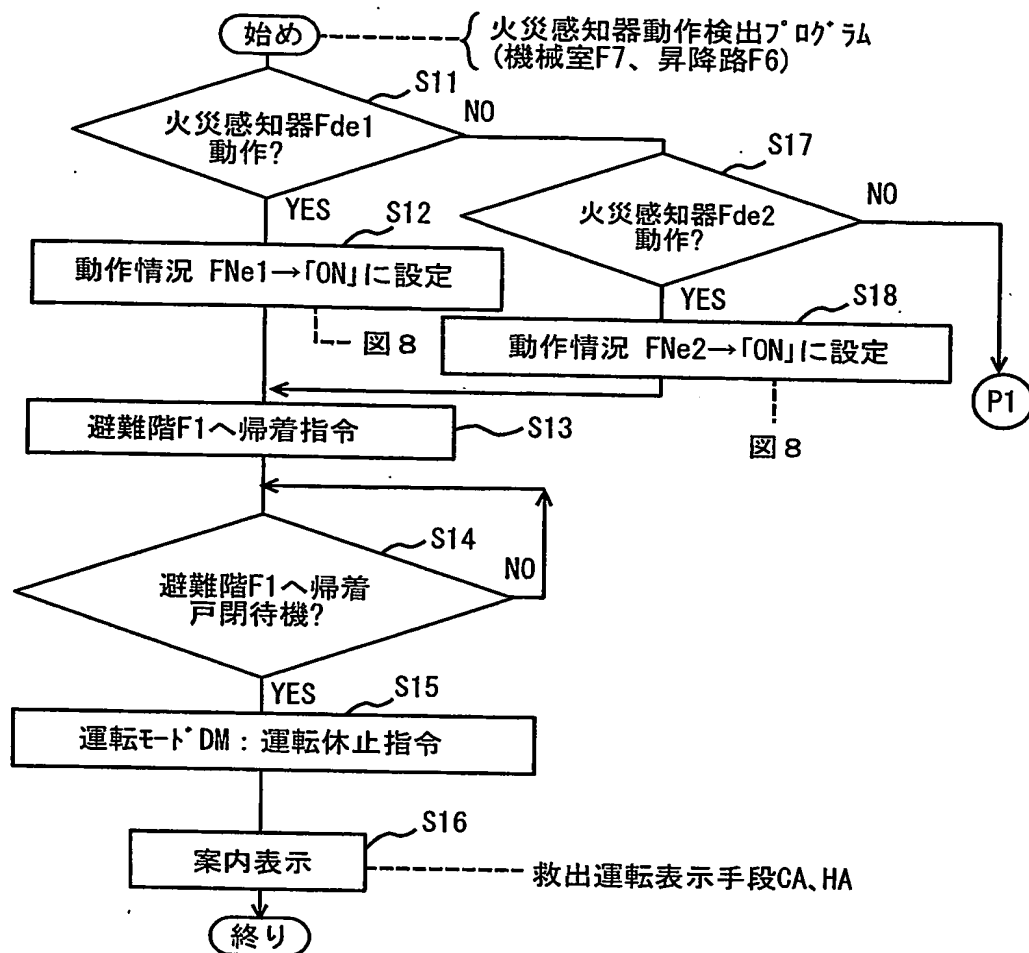 始め
火災感知器動作検出プログラム
(機械室F7、昇降路F6)
S11
火災感知器Fde1
動作?
NO
YES
S17
火災感知器Fde2
動作?
NO
YES
S12
動作情況 FNe1→「ON」に設定
図8
S18
動作情況 FNe2→「ON」に設定
図8
P1
避難階F1へ帰着指令
S13
S14
避難階F1へ帰着
戸閉待機?
NO
YES
S15
運転モードDM:運転休止指令
S16
案内表示
救出運転表示手段CA、HA
終り